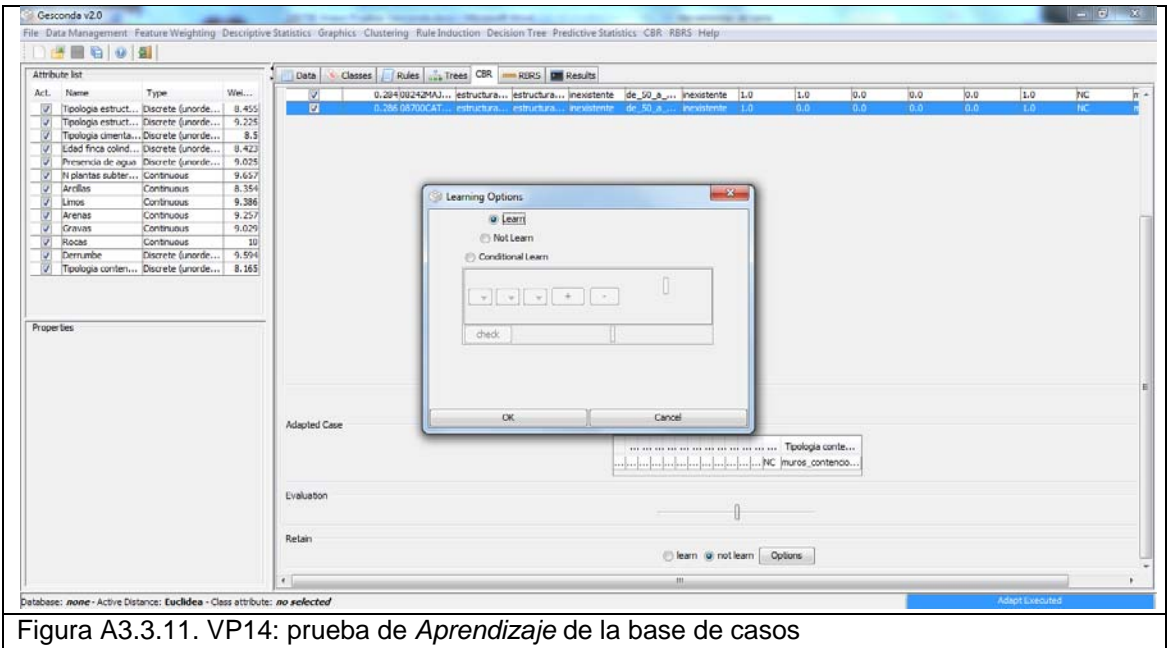 Gesconda v2.0
File Data Management Feature Weighting Descriptive Statistics Graphics Clustering Rule Induction Decision Tree Predictive Statistics CBR RBRS Help
Attribute list
Act. Name Type Wei...
Tipologia estruct... Discrete (unorde... 8.455
Tipologia estruct... Discrete (unorde... 9.225
Tipologia cimenta... Discrete (unorde... 8.5
Edad finca colind... Discrete (unorde... 8.423
Presencia de agua Discrete (unorde... 9.025
N plantas subter... Continuous 9.657
Arcillas Continuous 8.354
Limos Continuous 9.386
Arenas Continuous 9.257
Gravas Continuous 9.029
Rocas Continuous 10
Derrumbe Discrete (unorde... 9.594
Tipologia conten... Discrete (unorde... 8.165
Properties
Data Classes Rules Trees CBR RBRS Results
0.284 08242MAJ... estructura... estructura... inexistente de_50_a_... inexistente 1.0 1.0 0.0 0.0 0.0 1.0 NC
0.286 08700CAT... estructura... estructura... inexistente de_50_a_... inexistente 1.0 0.0 0.0 0.0 0.0 1.0 NC
Learning Options
Learn
Not Learn
Conditional Learn
+ -
check
OK Cancel
Adapted Case
... ... ... ... ... ... ... ... ... ... ... ... Tipologia conte...
... ... ... ... ... ... ... ... ... ... ... NC muros_contencio...
Evaluation
Retain
learn not learn Options
Database: none - Active Distance: Euclidea - Class attribute: no selected
Adapt Executed
Figura A3.3.11. VP14: prueba de Aprendizaje de la base de casos